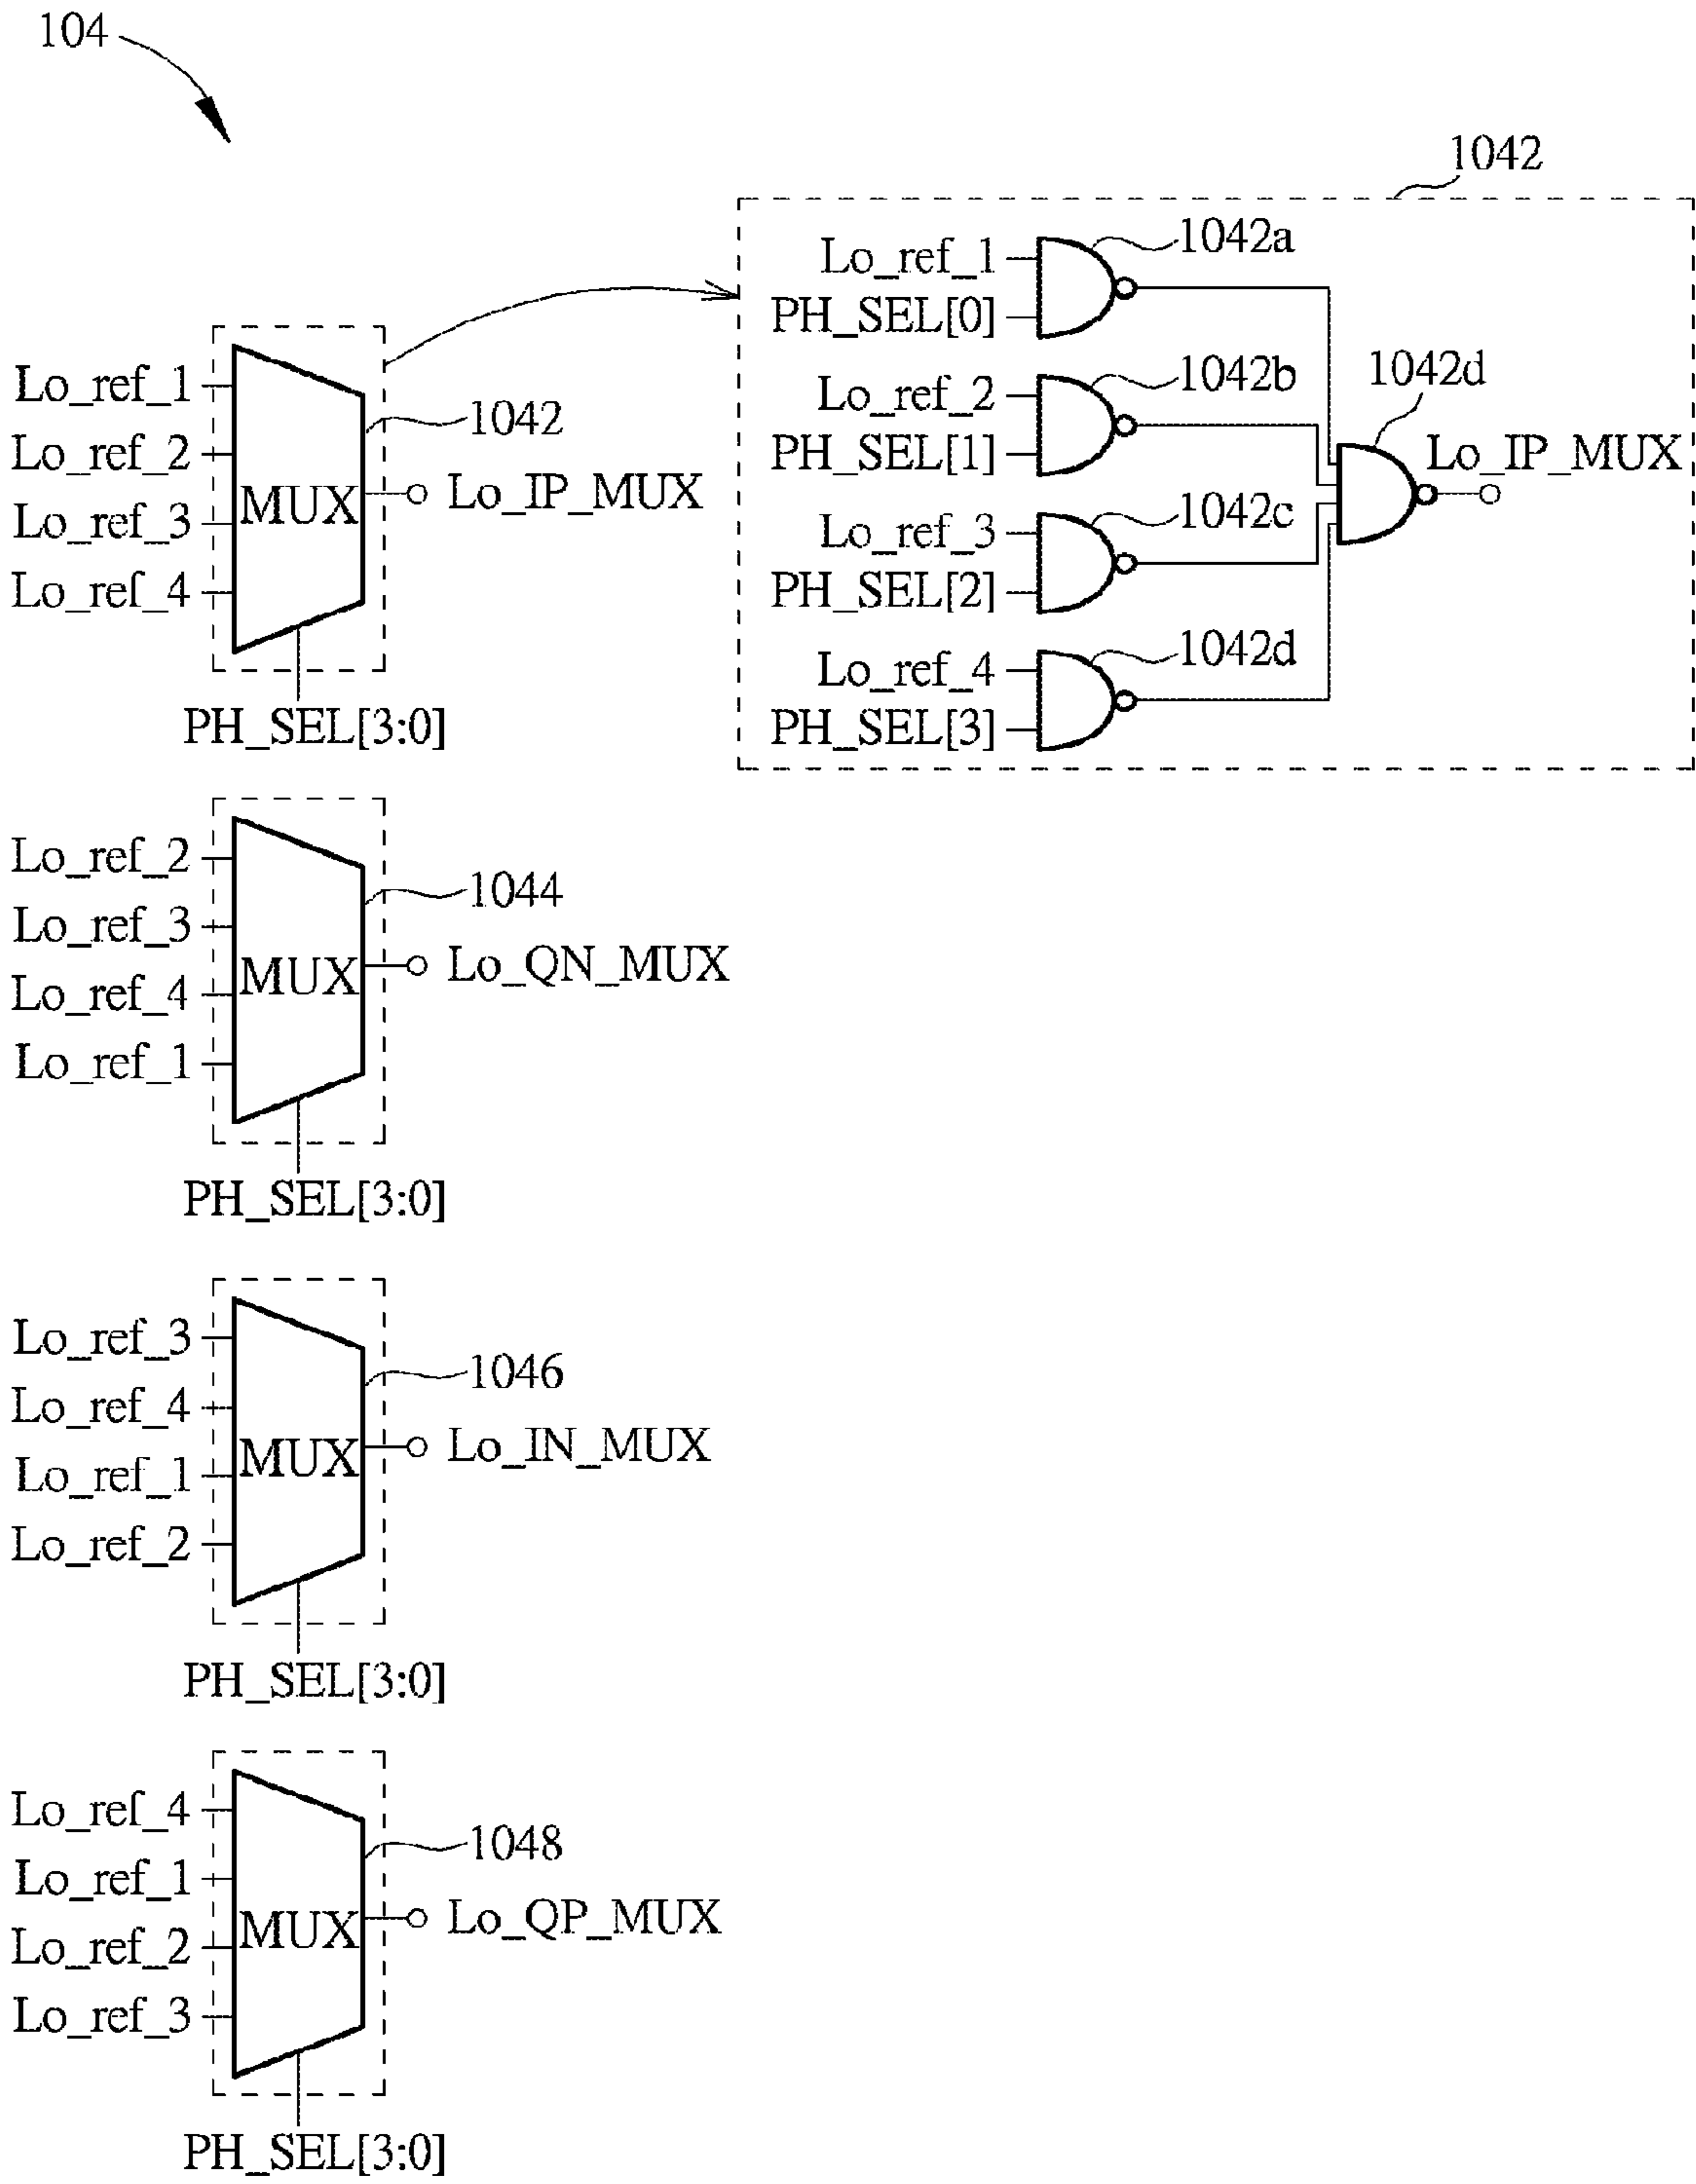 104
1042
Lo_ref_1
PH_SEL[0]
1042a
Lo_ref_2
PH_SEL[1]
1042b
Lo_ref_3
PH_SEL[2]
1042c
Lo_ref_4
PH_SEL[3]
1042d
1042d
Lo_IP_MUX
Lo_ref_1
Lo_ref_2
Lo_ref_3
Lo_ref_4
MUX
1042
Lo_IP_MUX
PH_SEL[3:0]
Lo_ref_2
Lo_ref_3
Lo_ref_4
Lo_ref_1
MUX
1044
Lo_QN_MUX
PH_SEL[3:0]
Lo_ref_3
Lo_ref_4
Lo_ref_1
Lo_ref_2
MUX
1046
Lo_IN_MUX
PH_SEL[3:0]
Lo_ref_4
Lo_ref_1
Lo_ref_2
Lo_ref_3
MUX
1048
Lo_QP_MUX
PH_SEL[3:0]